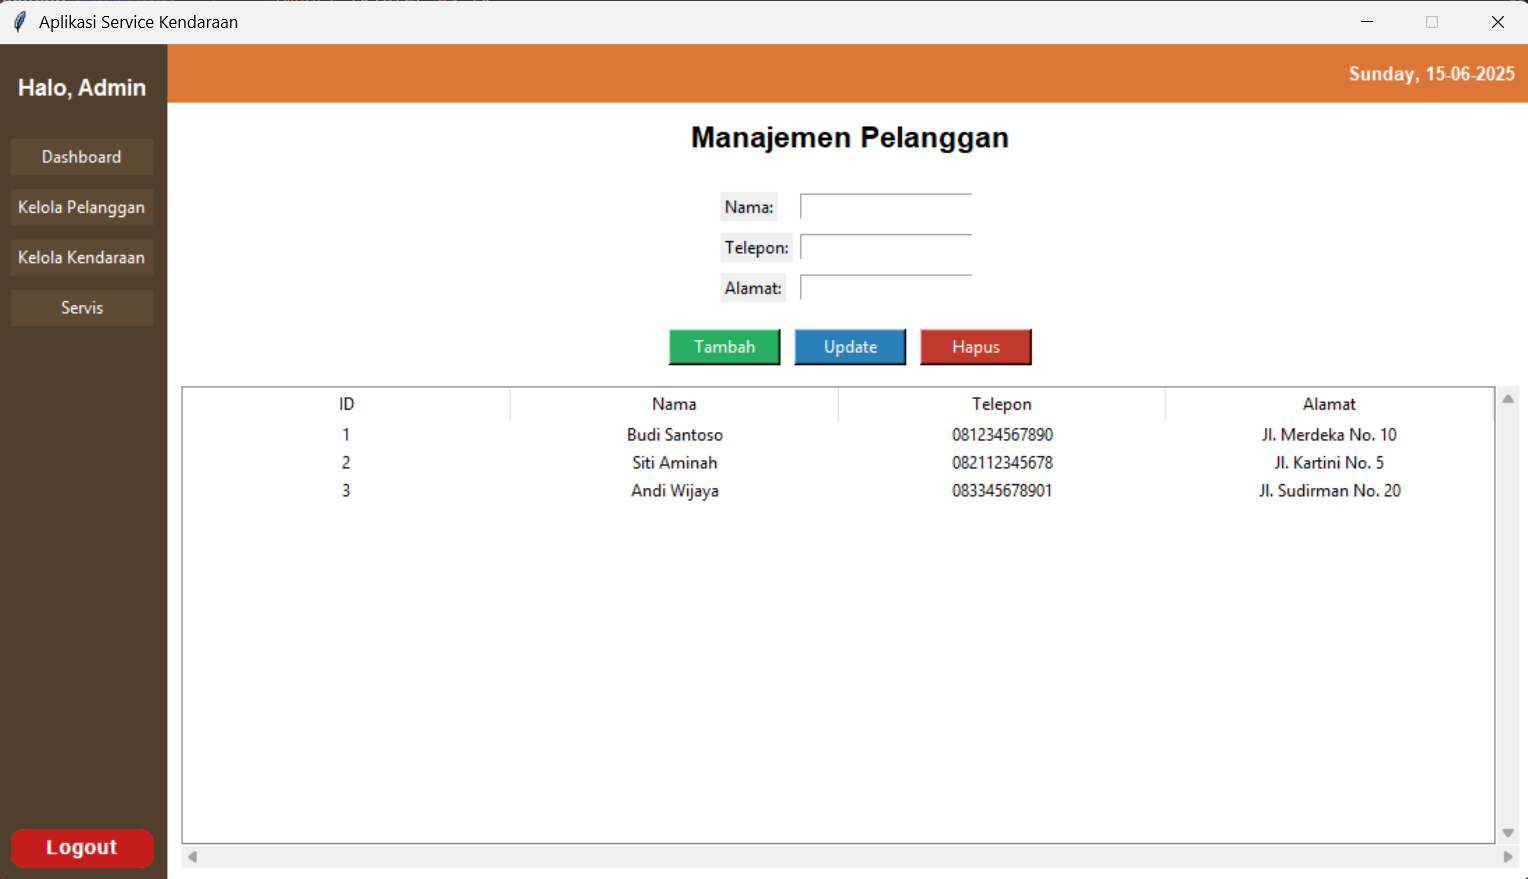 Aplikasi Service Kendaraan
Halo, Admin
Sunday, 15-06-2025
Dashboard
Kelola Pelanggan
Kelola Kendaraan
Servis
Logout
Manajemen Pelanggan
Nama:
Telepon:
Alamat:
Tambah Update Hapus
ID Nama Telepon Alamat
1 Budi Santoso 081234567890 Jl. Merdeka No. 10
2 Siti Aminah 082112345678 Jl. Kartini No. 5
3 Andi Wijaya 083345678901 Jl. Sudirman No. 20